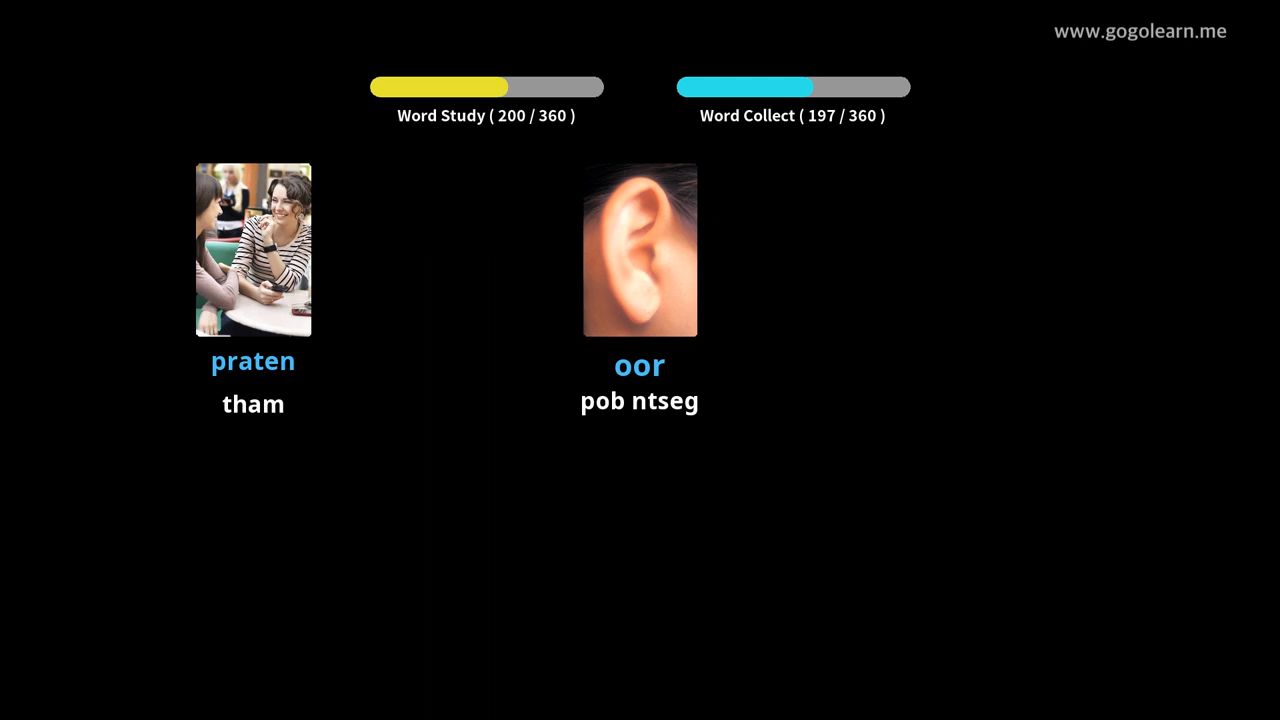 www.gogolearn.me
Word Study ( 200 / 360 )
Word Collect ( 197 / 360 )
praten
tham
oor
pob ntseg